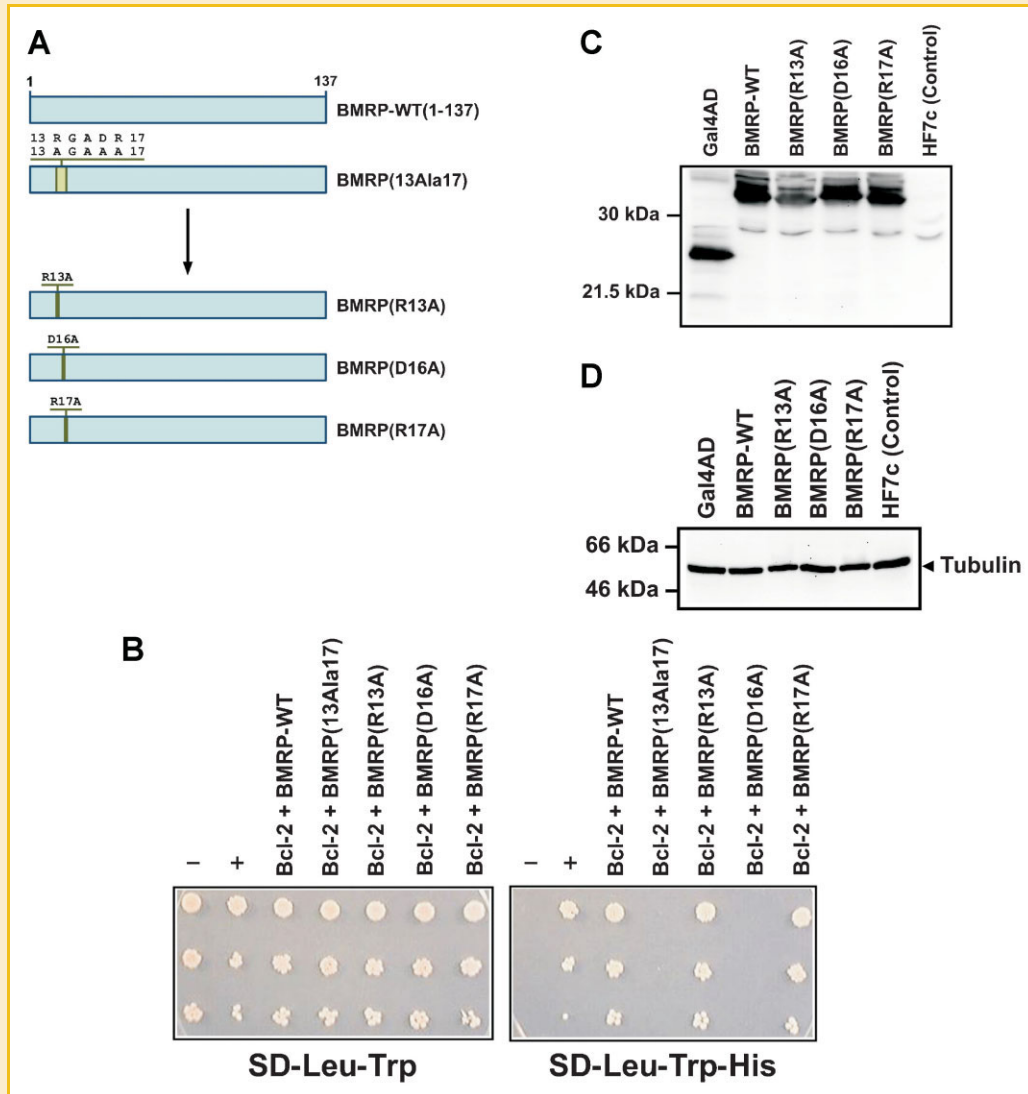 A
1 137
BMRP-WT(1-137)
13 R G A D R 17
13 A G A A A 17
BMRP(13Ala17)
R13A
BMRP(R13A)
D16A
BMRP(D16A)
R17A
BMRP(R17A)
C
Gal4AD
BMRP-WT
BMRP(R13A)
BMRP(D16A)
BMRP(R17A)
HF7c (Control)
30 kDa
21.5 kDa
D
Gal4AD
BMRP-WT
BMRP(R13A)
BMRP(D16A)
BMRP(R17A)
HF7c (Control)
66 kDa
46 kDa
Tubulin
B
−
+
Bcl-2 + BMRP-WT
Bcl-2 + BMRP(13Ala17)
Bcl-2 + BMRP(R13A)
Bcl-2 + BMRP(D16A)
Bcl-2 + BMRP(R17A)
SD-Leu-Trp
−
+
Bcl-2 + BMRP-WT
Bcl-2 + BMRP(13Ala17)
Bcl-2 + BMRP(R13A)
Bcl-2 + BMRP(D16A)
Bcl-2 + BMRP(R17A)
SD-Leu-Trp-His